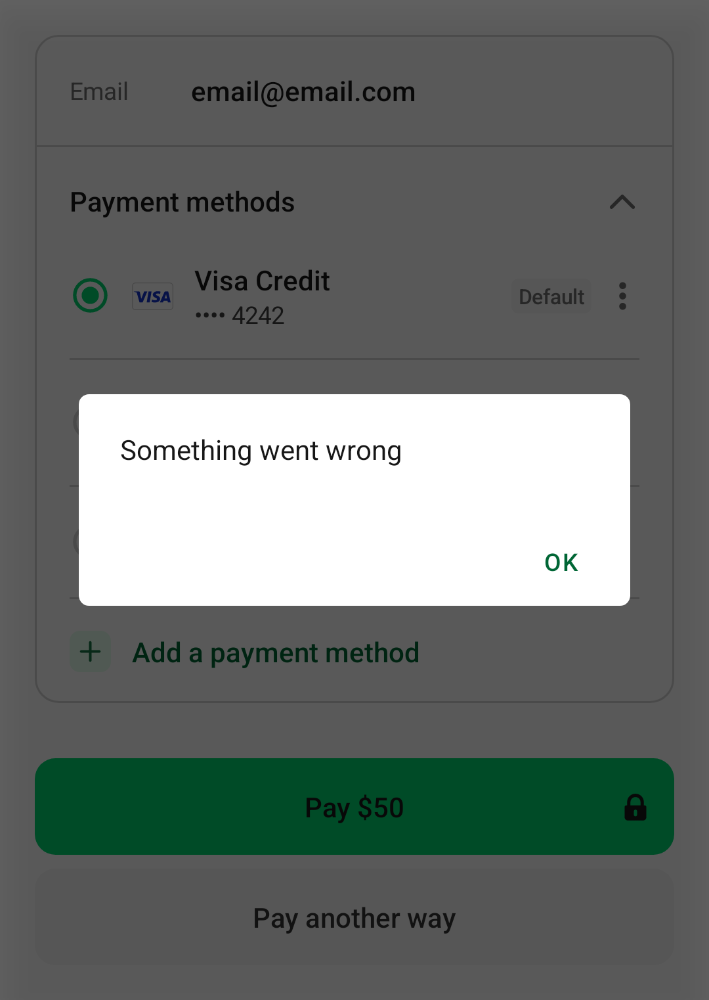 Email email@email.com
Payment methods
VISA Visa Credit
•••• 4242
Default
Something went wrong
OK
+ Add a payment method
Pay $50
Pay another way